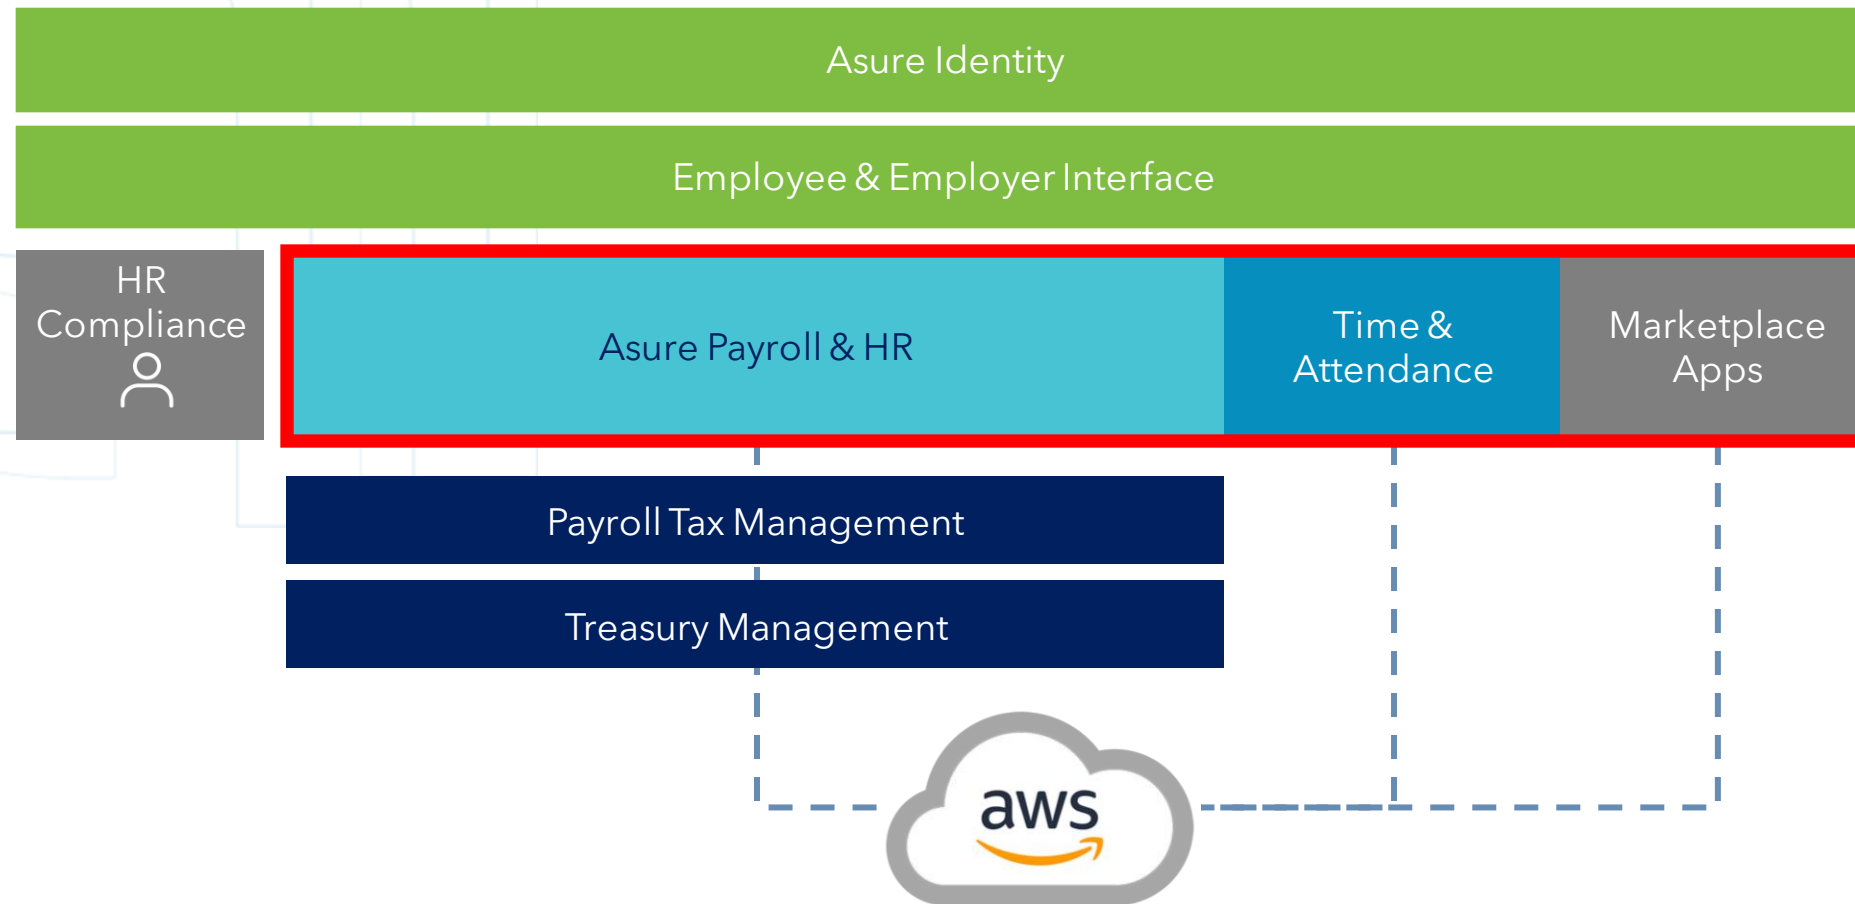 Asure Identity
Employee & Employer Interface
HR
Compliance
Asure Payroll & HR
Time &
Attendance
Marketplace
Apps
Payroll Tax Management
Treasury Management
aws